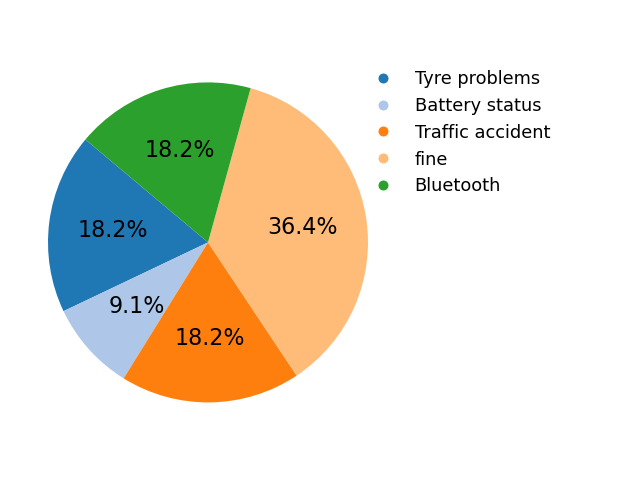 Tyre problems
Battery status
Traffic accident
fine
Bluetooth
18.2%
36.4%
18.2%
9.1%
18.2%